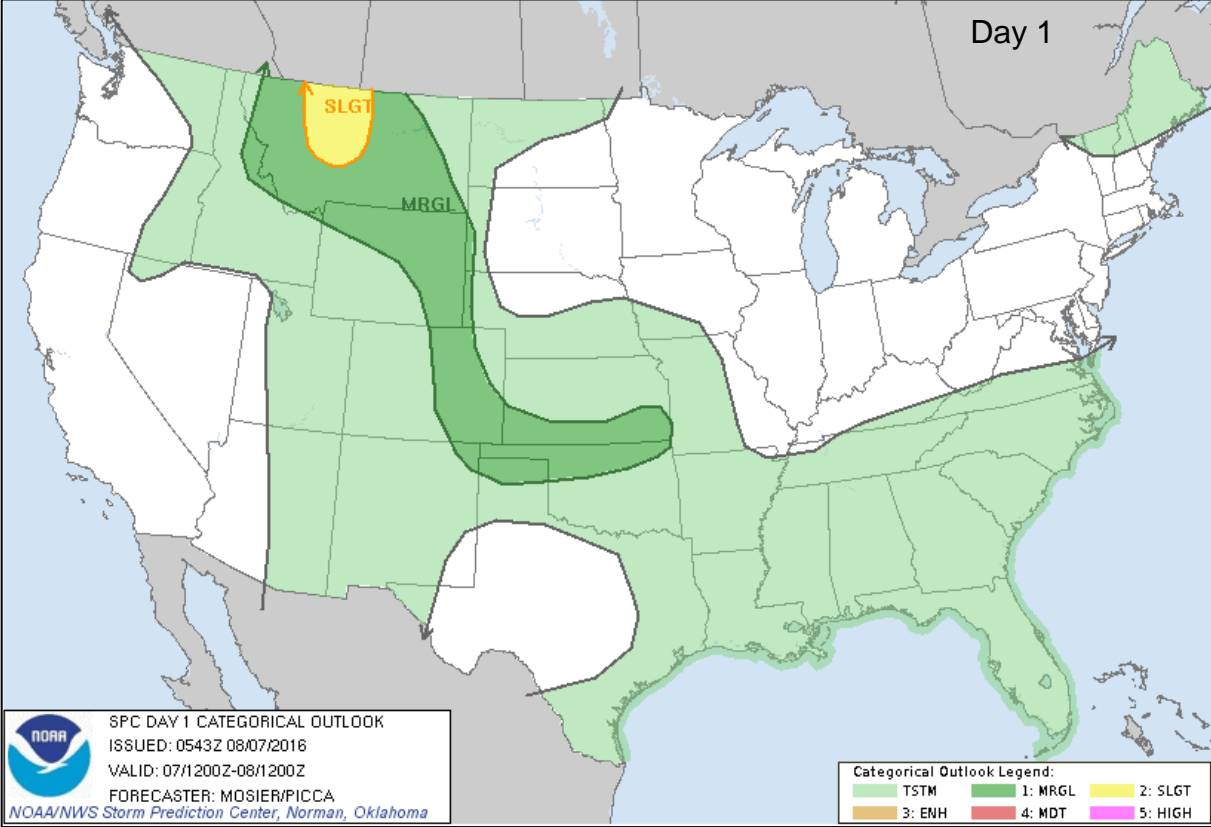 Day 1
SLGT
MRGL
NOAA
SPC DAY 1 CATEGORICAL OUTLOOK
ISSUED: 0543Z 08/07/2016
VALID: 07/1200Z-08/1200Z
FORECASTER: MOSIER/PICCA
NOAA/NWS Storm Prediction Center, Norman, Oklahoma
Categorical Outlook Legend:
TSTM 1: MRGL 2: SLGT
3: ENH 4: MDT 5: HIGH